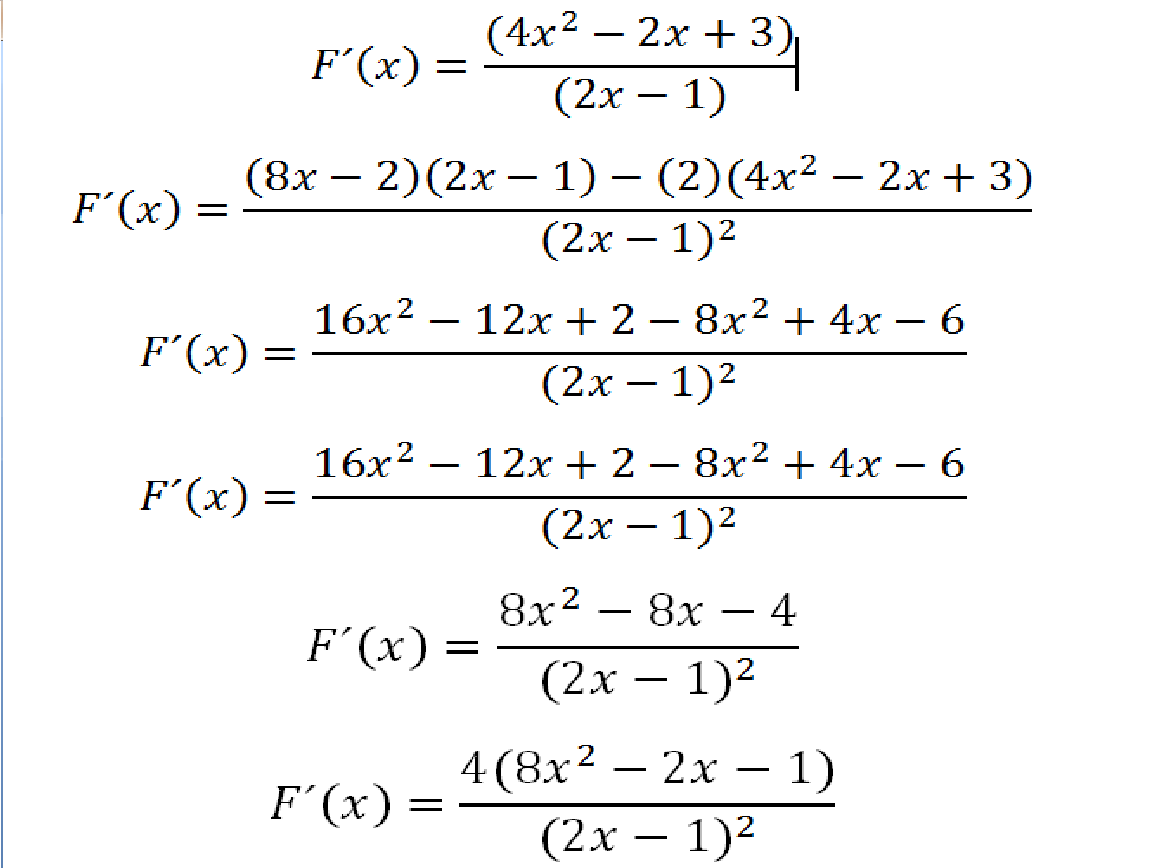 F´(x) = (4x² − 2x + 3) / (2x − 1)
F´(x) = (8x − 2)(2x − 1) − (2)(4x² − 2x + 3) / (2x − 1)²
F´(x) = 16x² − 12x + 2 − 8x² + 4x − 6 / (2x − 1)²
F´(x) = 16x² − 12x + 2 − 8x² + 4x − 6 / (2x − 1)²
F´(x) = 8x² − 8x − 4 / (2x − 1)²
F´(x) = 4(8x² − 2x − 1) / (2x − 1)²